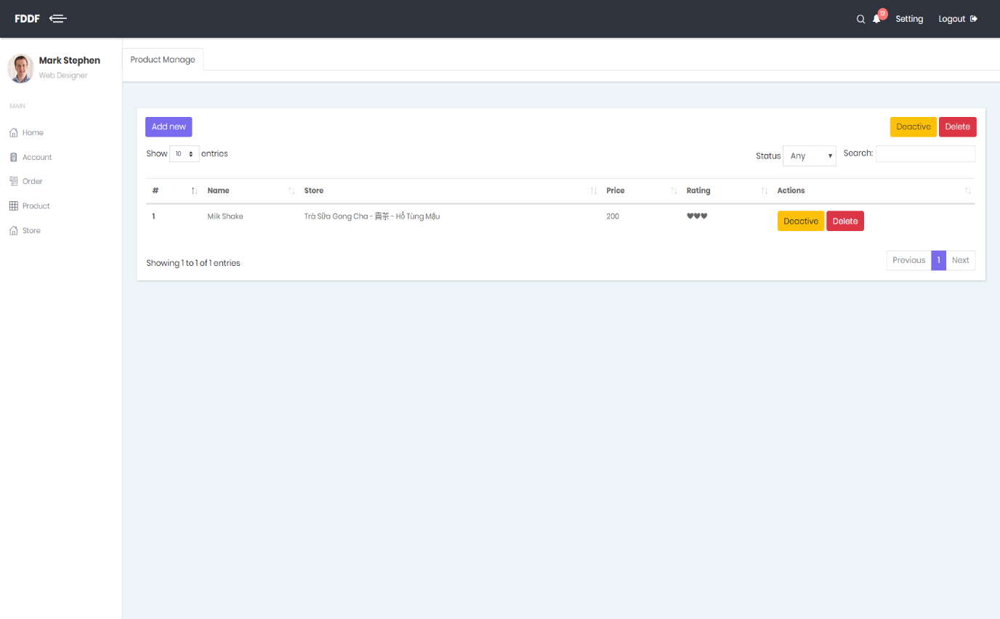 FDDF
12
Setting
Logout
Mark Stephen
Web Designer
MAIN
Home
Account
Order
Product
Store
Product Manage
Add new
Deactive Delete
Show 10 entries
Status Any Search:
# Name Store Price Rating Actions
1 Milk Shake Trà Sữa Gong Cha - 貢茶 - Hồ Tùng Mậu 200 Deactive Delete
Showing 1 to 1 of 1 entries
Previous 1 Next